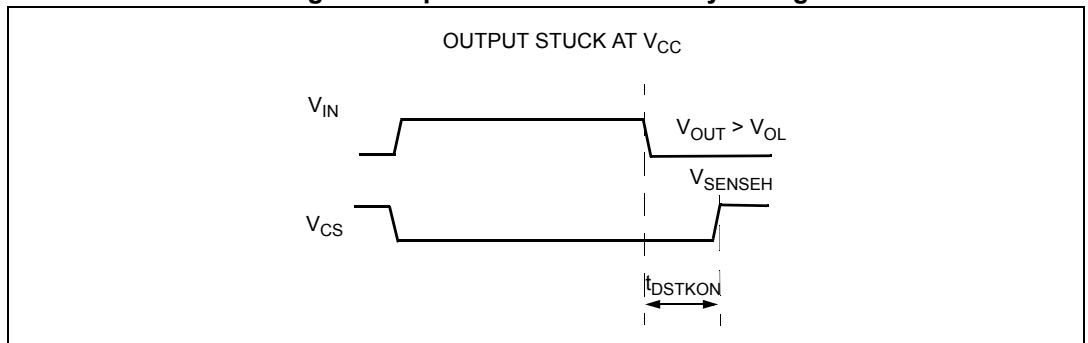 OUTPUT STUCK AT VCC
VIN
VOUT > VOL
VSENSEH
VCS
tDSTKON